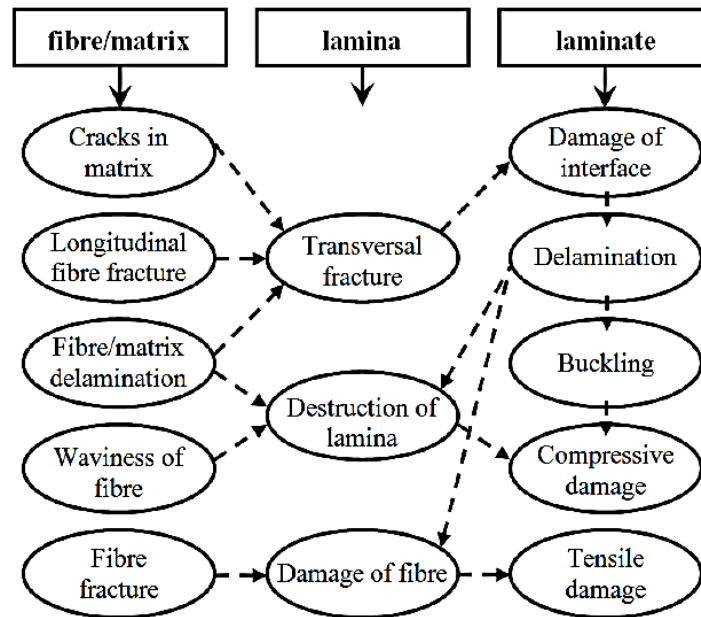 fibre/matrix
lamina
laminate
Cracks in
matrix
Longitudinal
fibre fracture
Fibre/matrix
delamination
Waviness of
fibre
Fibre
fracture
Transversal
fracture
Destruction of
lamina
Damage of fibre
Damage of
interface
Delamination
Buckling
Compressive
damage
Tensile
damage